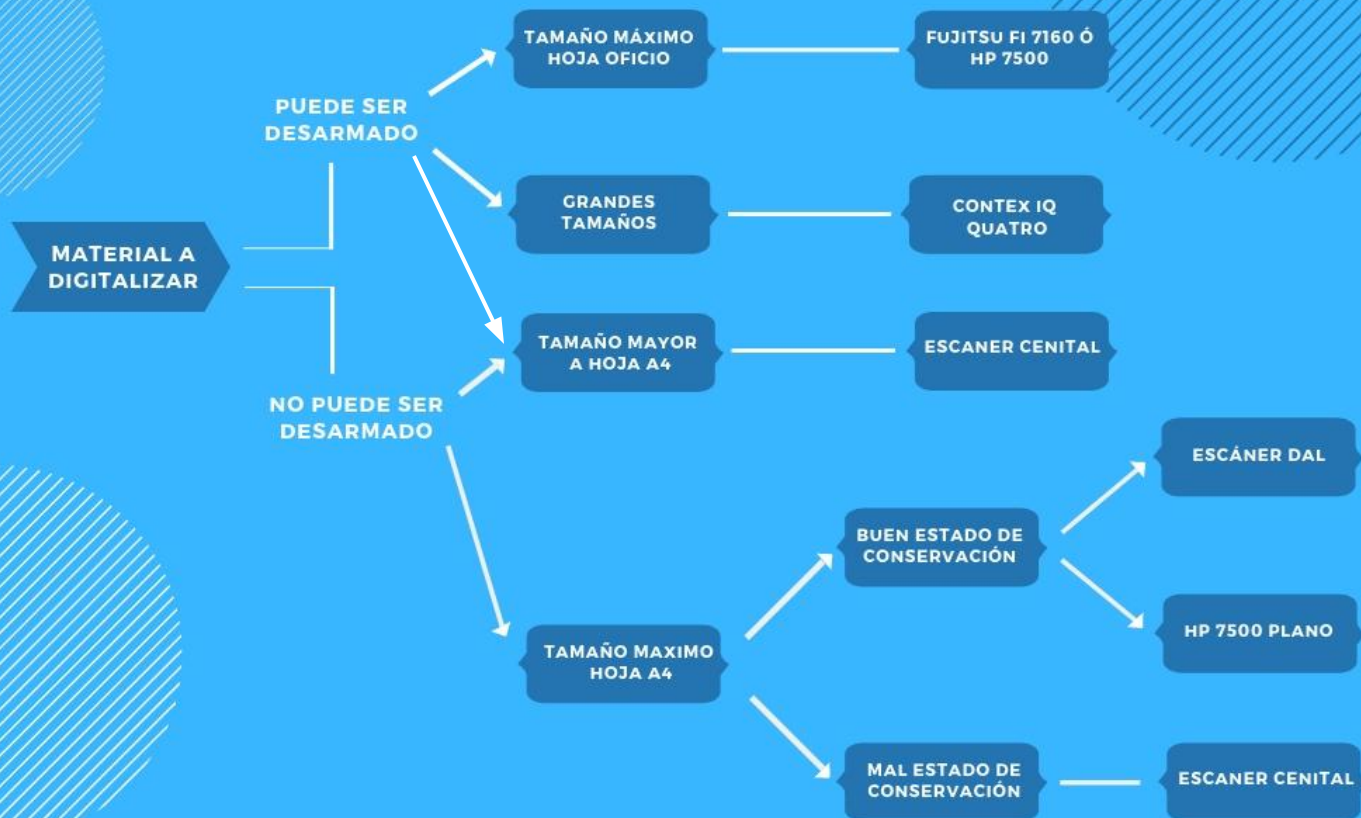 TAMAÑO MÁXIMO
HOJA OFICIO
FUJITSU FI 7160 Ó
HP 7500
PUEDE SER
DESARMADO
GRANDES
TAMAÑOS
CONTEX IQ
QUATRO
MATERIAL A
DIGITALIZAR
TAMAÑO MAYOR
A HOJA A4
ESCANER CENITAL
NO PUEDE SER
DESARMADO
ESCÁNER DAL
BUEN ESTADO DE
CONSERVACIÓN
HP 7500 PLANO
TAMAÑO MAXIMO
HOJA A4
MAL ESTADO DE
CONSERVACIÓN
ESCANER CENITAL